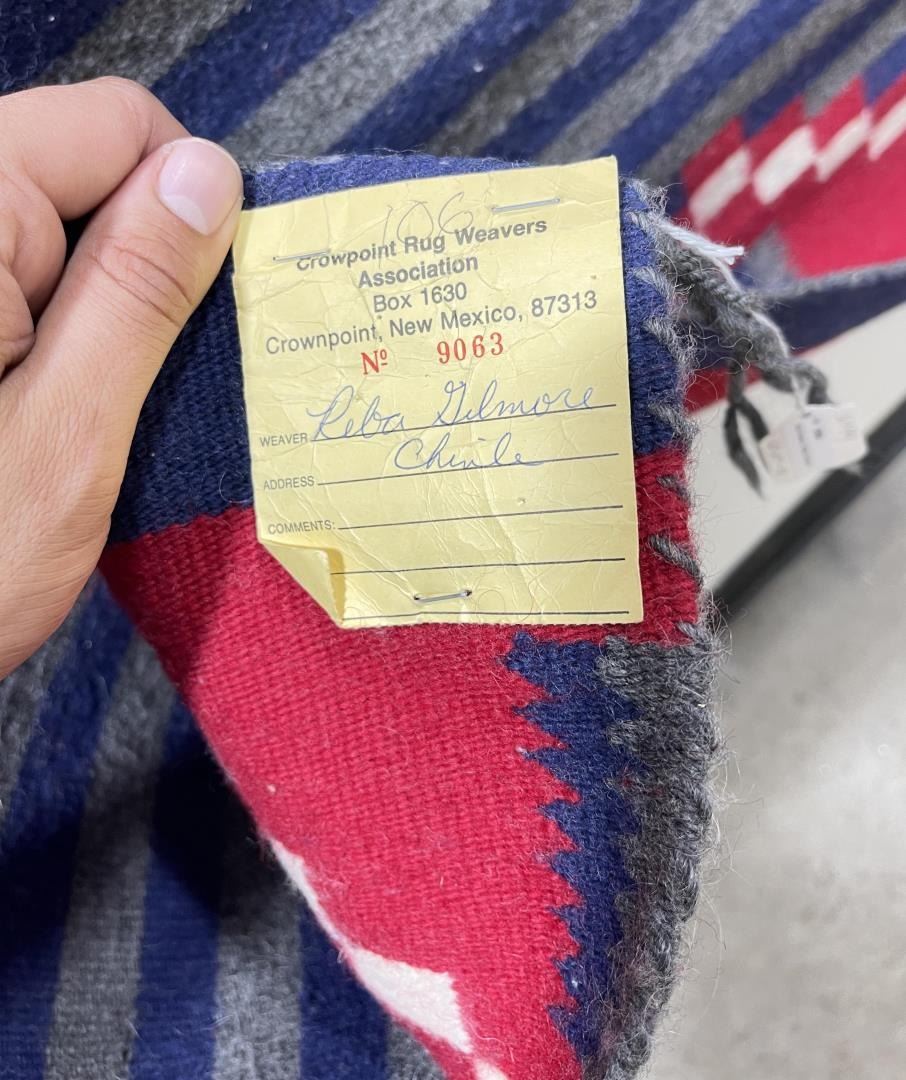 106
Crowpoint Rug Weavers
Association
Box 1630
Crownpoint, New Mexico, 87313
Nº 9063
WEAVER Reba Gilmore
ADDRESS Chinle
COMMENTS: